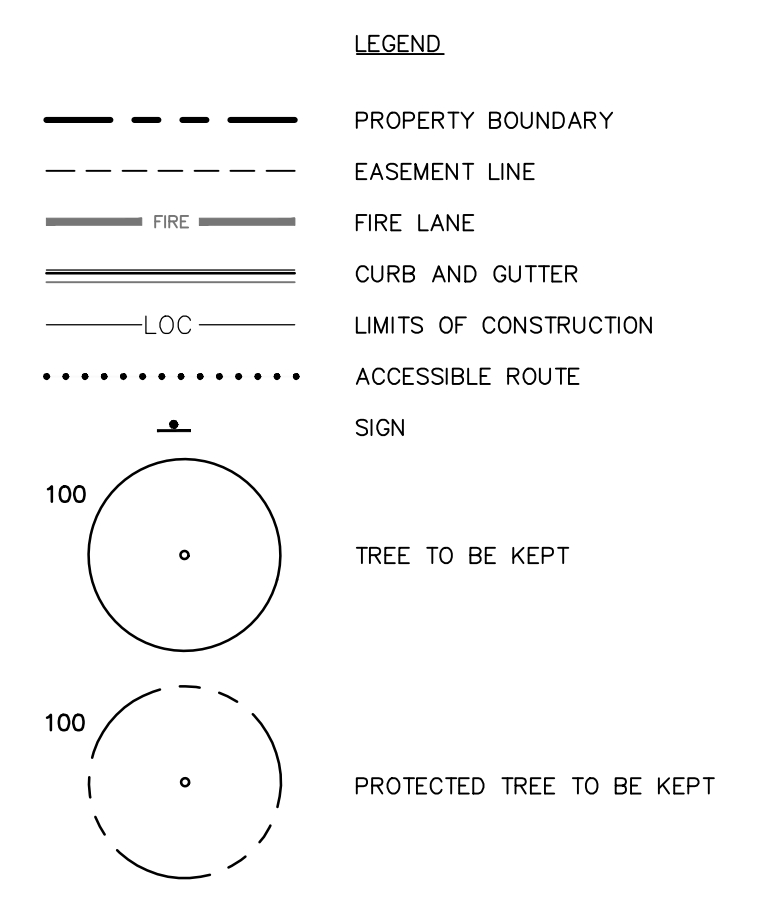 LEGEND
PROPERTY BOUNDARY
EASEMENT LINE
FIRE FIRE LANE
CURB AND GUTTER
LOC LIMITS OF CONSTRUCTION
ACCESSIBLE ROUTE
SIGN
100
TREE TO BE KEPT
100
PROTECTED TREE TO BE KEPT